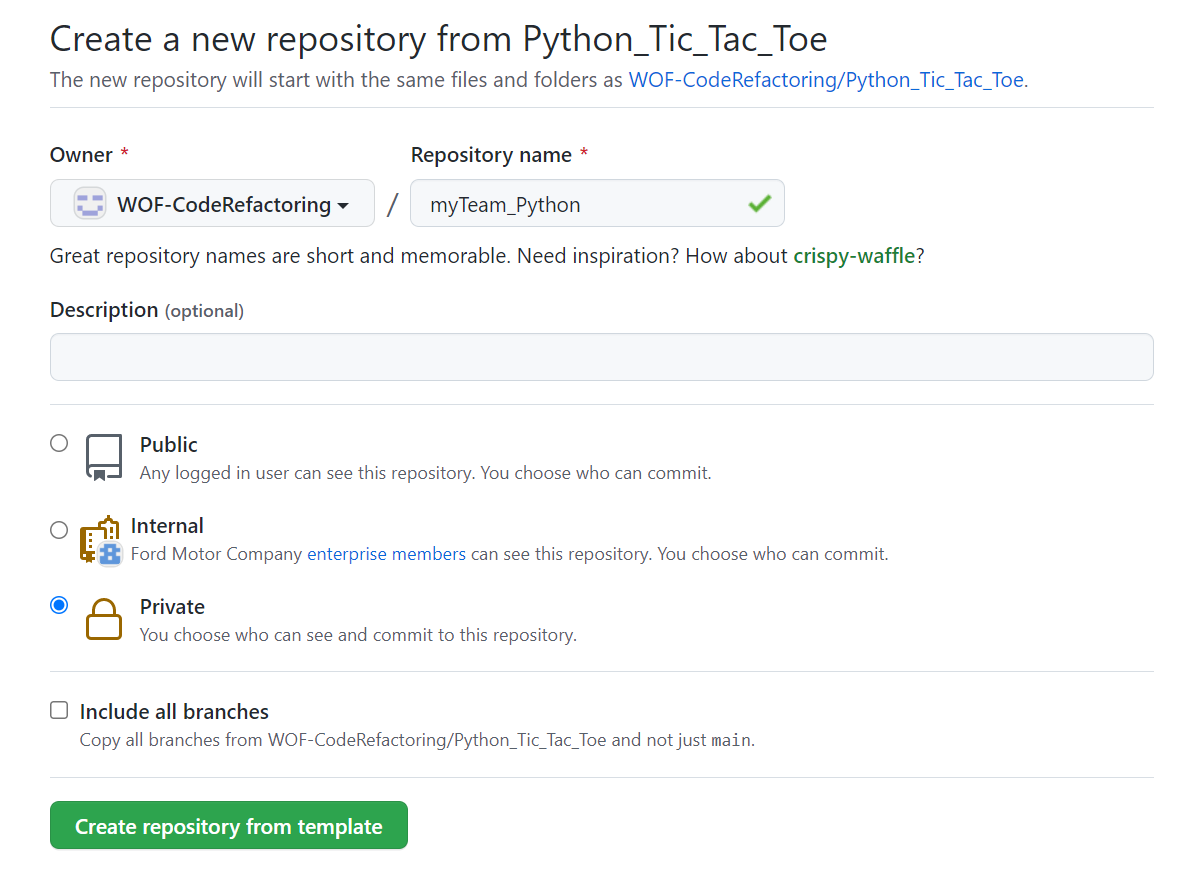 Create a new repository from Python_Tic_Tac_Toe
The new repository will start with the same files and folders as WOF-CodeRefactoring/Python_Tic_Tac_Toe.
Owner * Repository name *
WOF-CodeRefactoring / myTeam_Python
Great repository names are short and memorable. Need inspiration? How about crispy-waffle?
Description (optional)
Public
Any logged in user can see this repository. You choose who can commit.
Internal
Ford Motor Company enterprise members can see this repository. You choose who can commit.
Private
You choose who can see and commit to this repository.
Include all branches
Copy all branches from WOF-CodeRefactoring/Python_Tic_Tac_Toe and not just main.
Create repository from template